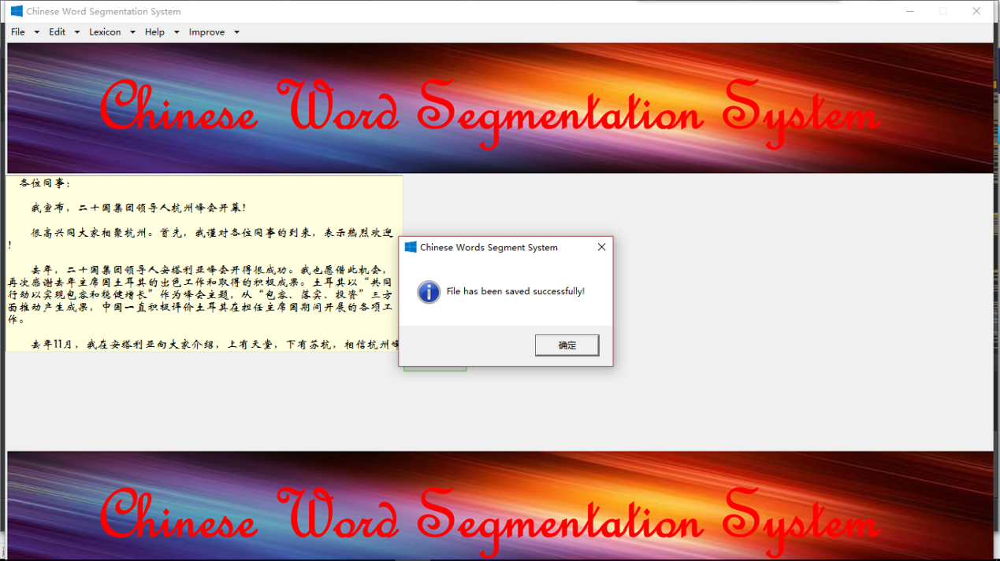 Chinese Word Segmentation System
File Edit Lexicon Help Improve
Chinese Word Segmentation System
各位同事:
我宣布,二十国集团领导人杭州峰会开幕!
很高兴同大家相聚杭州。首先,我谨对各位同事的到来,表示热烈欢迎
!
去年,二十国集团领导人安塔利亚峰会开得很成功。我也愿借此机会,
再次感谢去年主席国土耳其的出色工作和取得的积极成果。土耳其以“共同
行动以实现包容和稳健增长”作为峰会主题,从“包容、落实、投资”三方
面推动产生成果,中国一直积极评价土耳其在担任主席国期间开展的各项工
作。
去年11月,我在安塔利亚向大家介绍,上有天堂,下有苏杭,相信杭州峰
Chinese Words Segment System
File has been saved successfully!
确定
Chinese Word Segmentation System